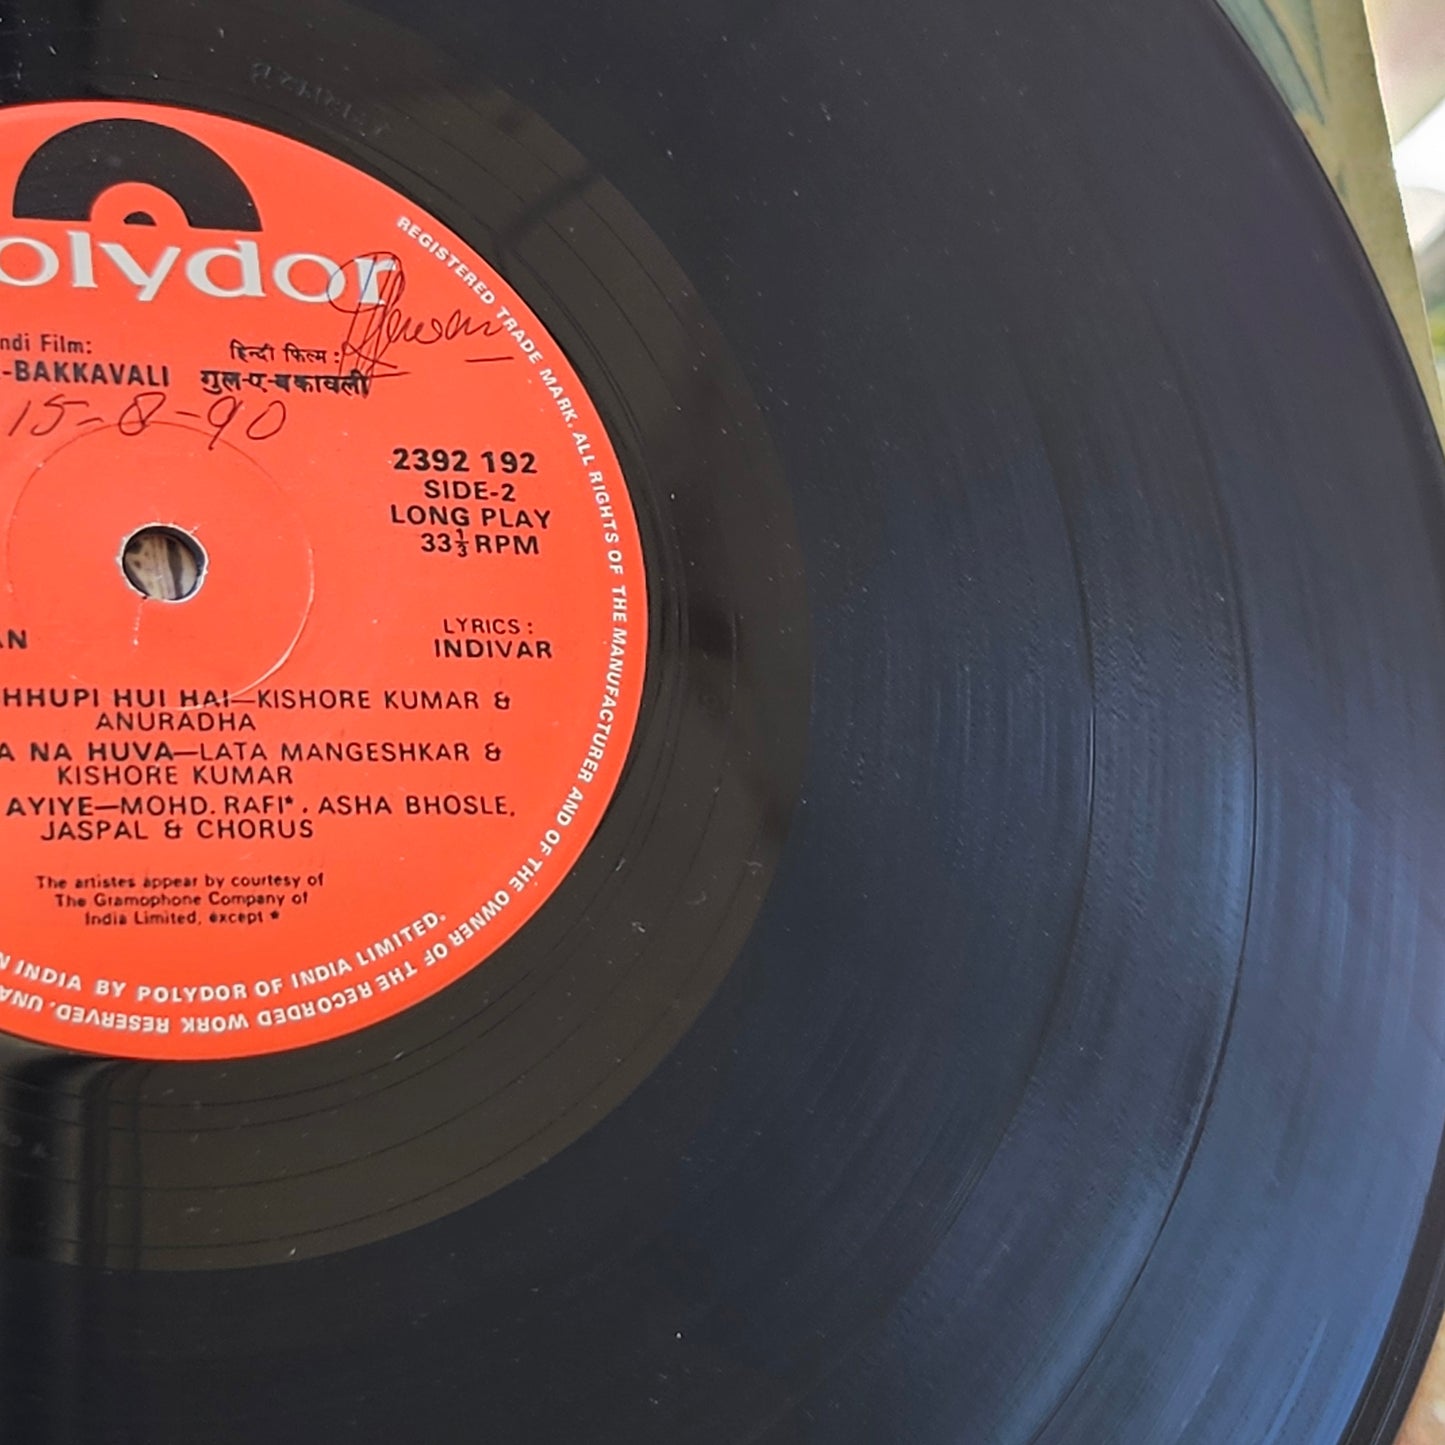 olydor
ndi Film:
हिन्दी फिल्म :
-BAKKAVALI
गुल-ए-बकावली
15-8-90
2392 192
SIDE-2
LONG PLAY
33⅓ RPM
AN
LYRICS :
INDIVAR
HHUPI HUI HAI—KISHORE KUMAR &
ANURADHA
A NA HUVA—LATA MANGESHKAR &
KISHORE KUMAR
AYIYE—MOHD. RAFI*, ASHA BHOSLE,
JASPAL & CHORUS
The artistes appear by courtesy of
The Gramophone Company of
India Limited, except *
REGISTERED TRADE MARK. ALL RIGHTS OF THE MANUFACTURER AND OF THE OWNER OF THE RECORDED WORK RESERVED. UNA
N INDIA BY POLYDOR OF INDIA LIMITED.